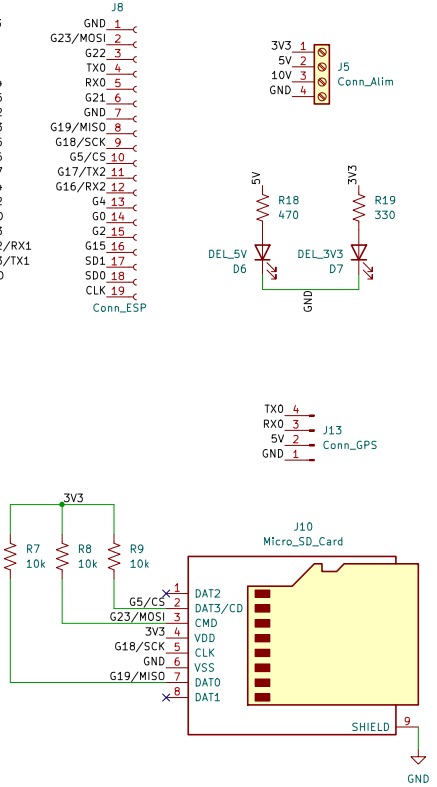 J8
GND 1
G23/MOSI 2
G22 3
TX0 4
RX0 5
G21 6
GND 7
G19/MISO 8
G18/SCK 9
G5/CS 10
G17/TX2 11
G16/RX2 12
G4 13
G0 14
G2 15
G15 16
SD1 17
SD0 18
CLK 19
Conn_ESP
/RX1
/TX1
3V3 1
5V 2
10V 3
GND 4
J5
Conn_Alim
5V
R18
470
DEL_5V
D6
3V3
R19
330
DEL_3V3
D7
GND
TX0 4
RX0 3
5V 2
GND 1
J13
Conn_GPS
3V3
R7
10k
R8
10k
R9
10k
J10
Micro_SD_Card
1 DAT2
G5/CS 2 DAT3/CD
G23/MOSI 3 CMD
3V3 4 VDD
G18/SCK 5 CLK
GND 6 VSS
G19/MISO 7 DAT0
8 DAT1
SHIELD 9
GND